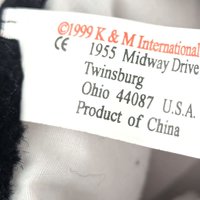 ©1999 K & M International
CE 1955 Midway Drive
Twinsburg
Ohio 44087 U.S.A.
Product of China